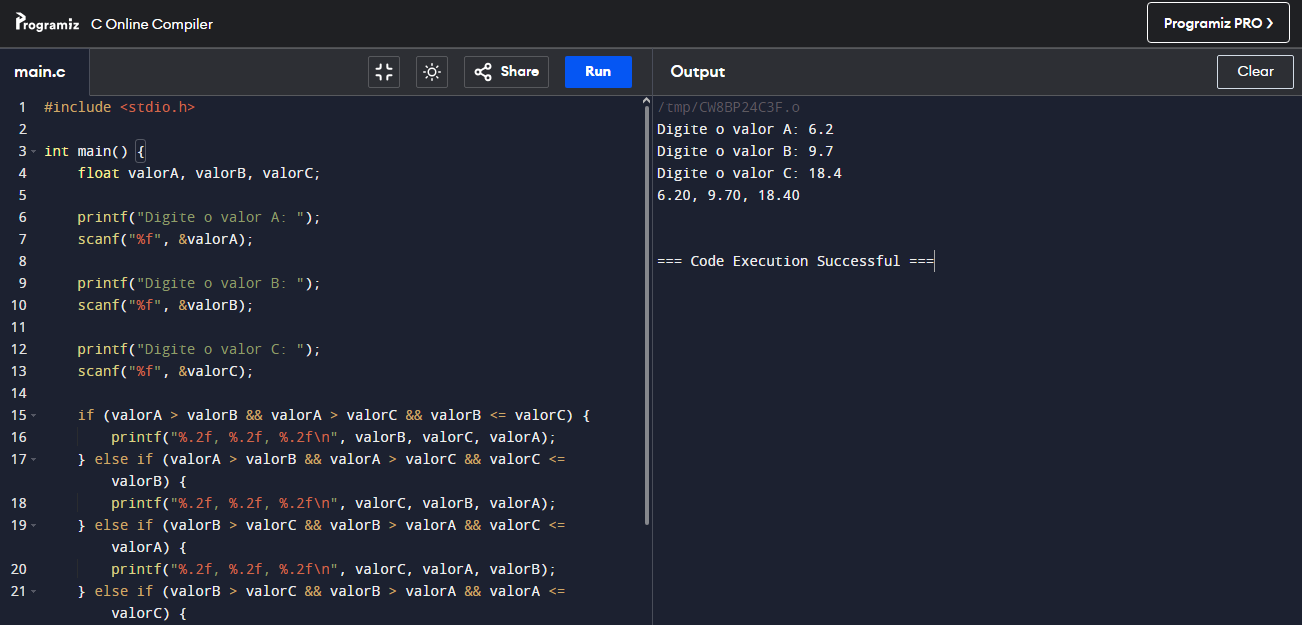 Programiz C Online Compiler
Programiz PRO >
main.c
Share
Run
Output
Clear
1 #include <stdio.h>
2
3 int main() {
4     float valorA, valorB, valorC;
5
6     printf("Digite o valor A: ");
7     scanf("%f", &valorA);
8
9     printf("Digite o valor B: ");
10     scanf("%f", &valorB);
11
12     printf("Digite o valor C: ");
13     scanf("%f", &valorC);
14
15     if (valorA > valorB && valorA > valorC && valorB <= valorC) {
16         printf("%.2f, %.2f, %.2f\n", valorB, valorC, valorA);
17     } else if (valorA > valorB && valorA > valorC && valorC <=
valorB) {
18         printf("%.2f, %.2f, %.2f\n", valorC, valorB, valorA);
19     } else if (valorB > valorC && valorB > valorA && valorC <=
valorA) {
20         printf("%.2f, %.2f, %.2f\n", valorC, valorA, valorB);
21     } else if (valorB > valorC && valorB > valorA && valorA <=
valorC) {
/tmp/CW8BP24C3F.o
Digite o valor A: 6.2
Digite o valor B: 9.7
Digite o valor C: 18.4
6.20, 9.70, 18.40
=== Code Execution Successful ===